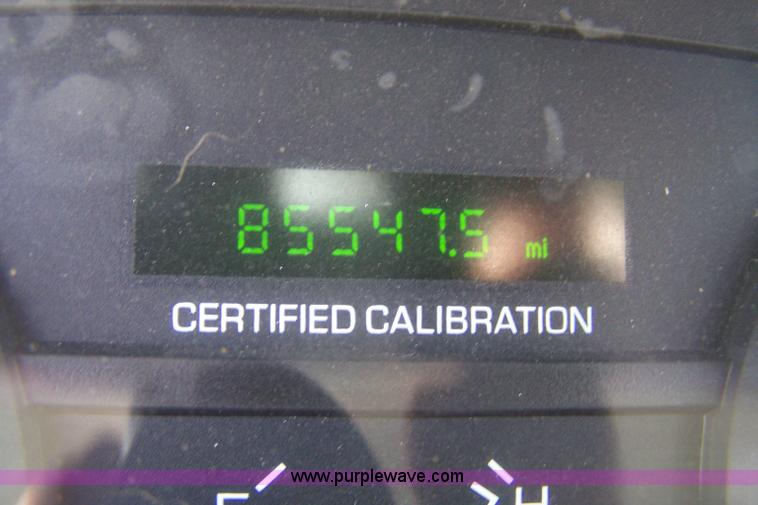 85547.5 mi
CERTIFIED CALIBRATION
www.purplewave.com
H